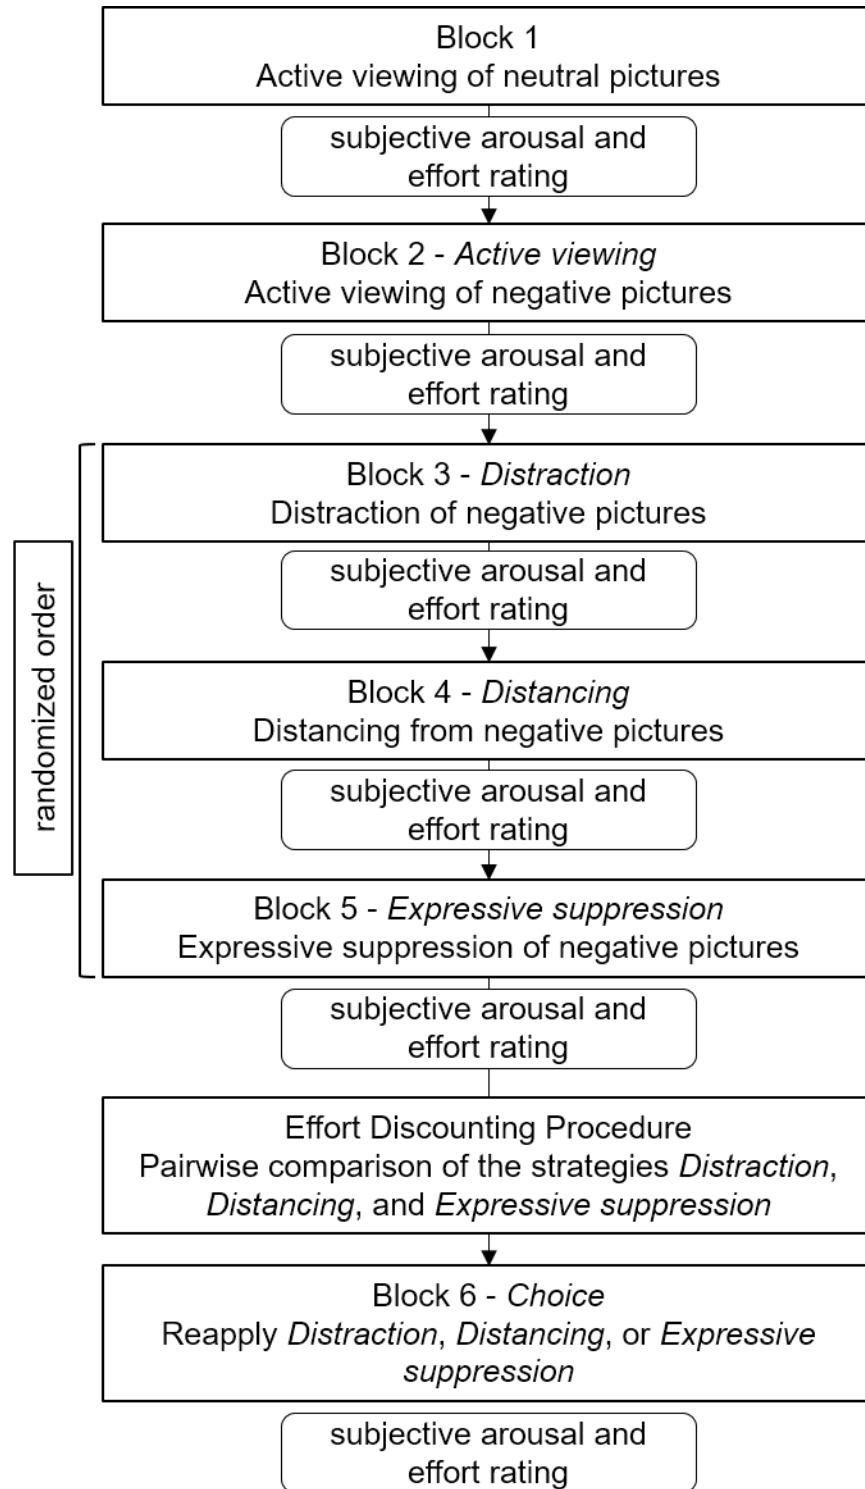 Block 1
Active viewing of neutral pictures
subjective arousal and
effort rating
Block 2 - Active viewing
Active viewing of negative pictures
subjective arousal and
effort rating
randomized order
Block 3 - Distraction
Distraction of negative pictures
subjective arousal and
effort rating
Block 4 - Distancing
Distancing from negative pictures
subjective arousal and
effort rating
Block 5 - Expressive suppression
Expressive suppression of negative pictures
subjective arousal and
effort rating
Effort Discounting Procedure
Pairwise comparison of the strategies Distraction,
Distancing, and Expressive suppression
Block 6 - Choice
Reapply Distraction, Distancing, or Expressive
suppression
subjective arousal and
effort rating